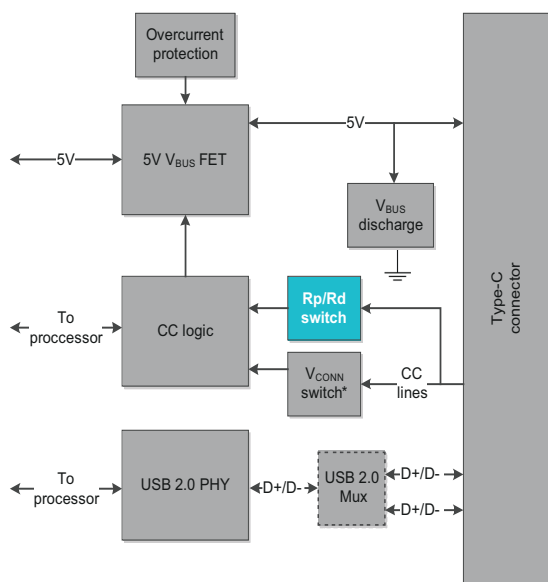 Overcurrent
protection
5V
5V VBUS FET
5V
VBUS
discharge
Type-C
connector
To
proccessor
CC logic
Rp/Rd
switch
VCONN
switch*
CC
lines
To
processor
USB 2.0 PHY
D+/D-
USB 2.0
Mux
D+/D-
D+/D-